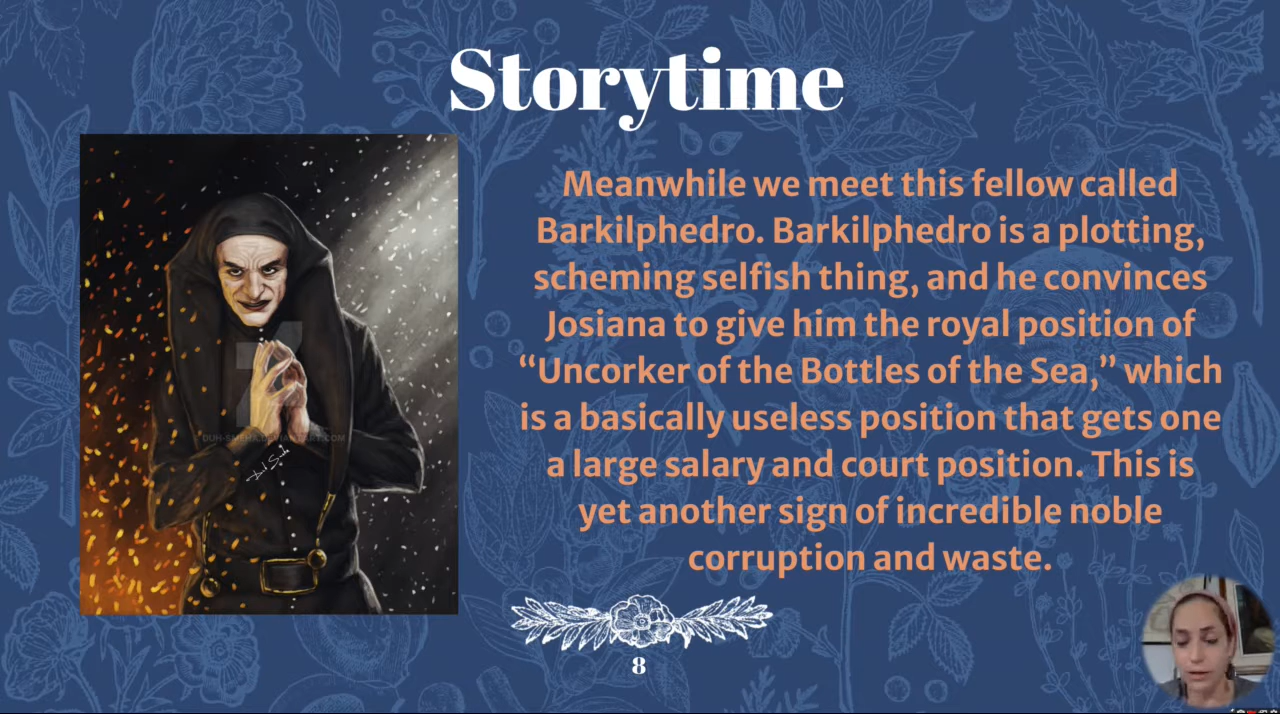 Storytime
Meanwhile we meet this fellow called
Barkilphedro. Barkilphedro is a plotting,
scheming selfish thing, and he convinces
Josiana to give him the royal position of
“Uncorker of the Bottles of the Sea,” which
is a basically useless position that gets one
a large salary and court position. This is
yet another sign of incredible noble
corruption and waste.
8